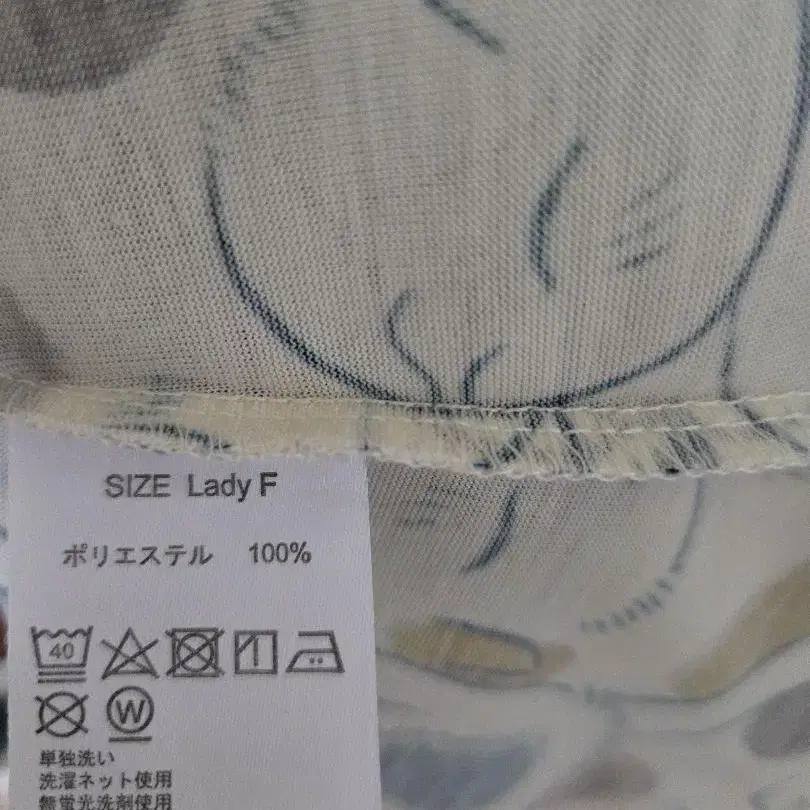 SIZE Lady F
ポリエステル 100%
40
W
単独洗い
洗濯ネット使用
無蛍光洗剤使用